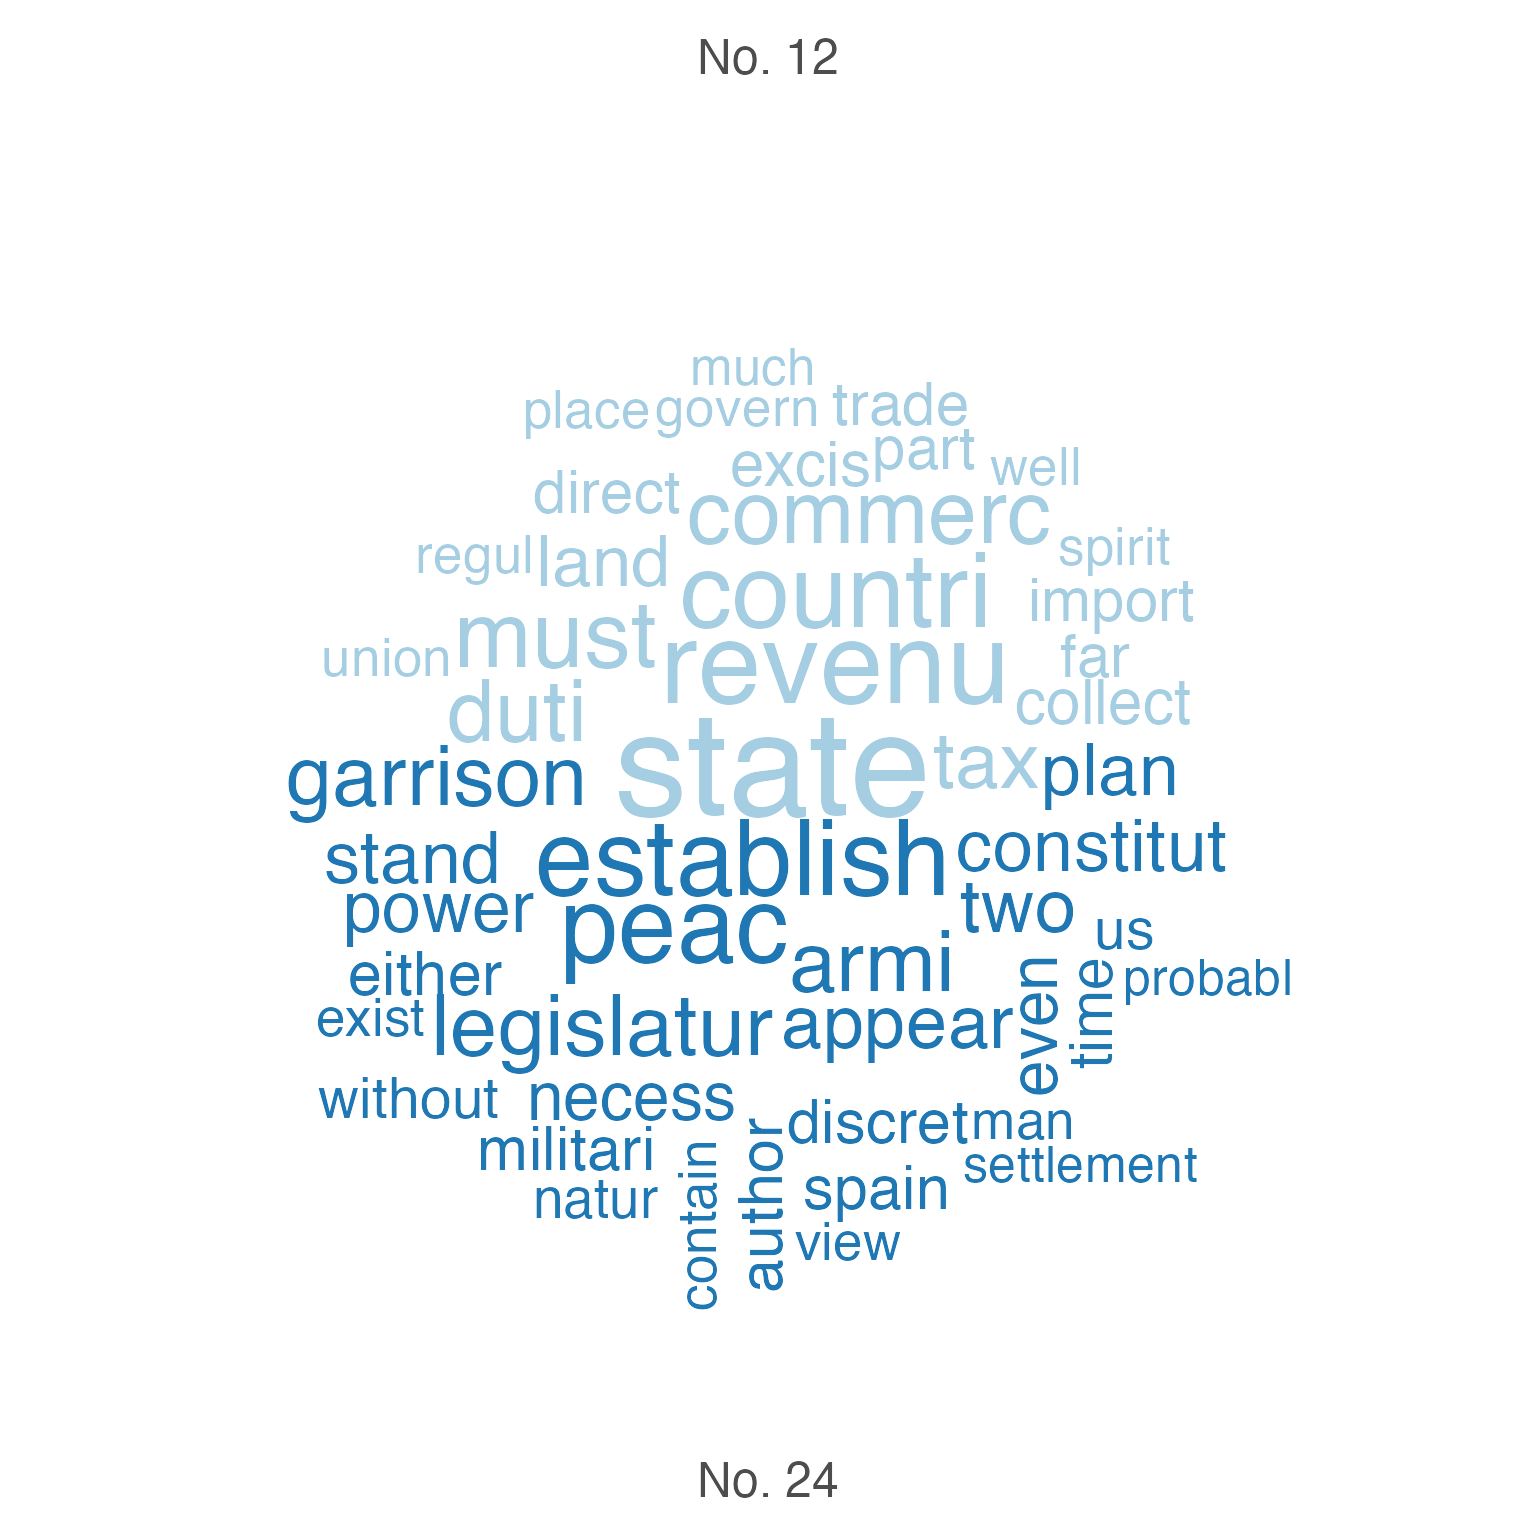 No. 12
much
place govern trade
excis part well
direct commerc
regul land countri spirit
import
union must revenu far
duti collect
garrison state tax plan
stand establish constitut
power peac two us
either armi even time probabl
exist legislatur appear
without necess discret man
militari contain author settlement
natur spain
view
No. 24